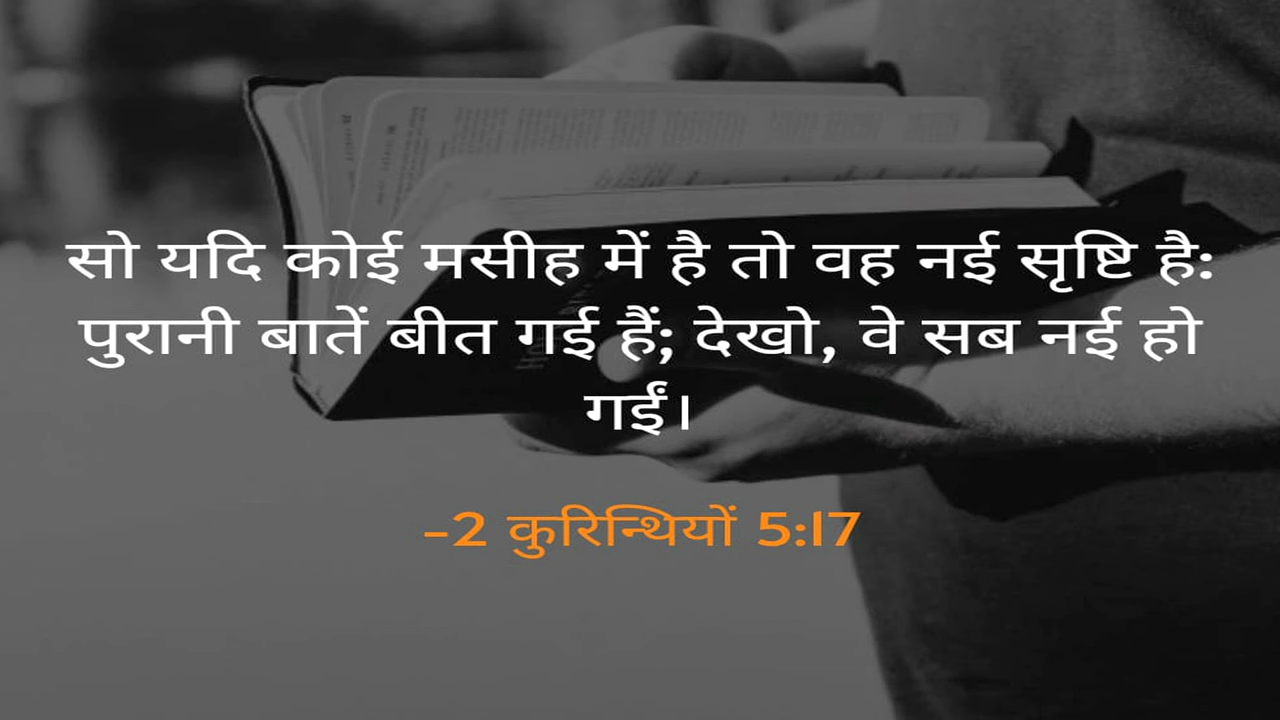 सो यदि कोई मसीह में है तो वह नई सृष्टि है:
पुरानी बातें बीत गई हैं; देखो, वे सब नई हो
गईं।
–2 कुरिन्थियों 5:17